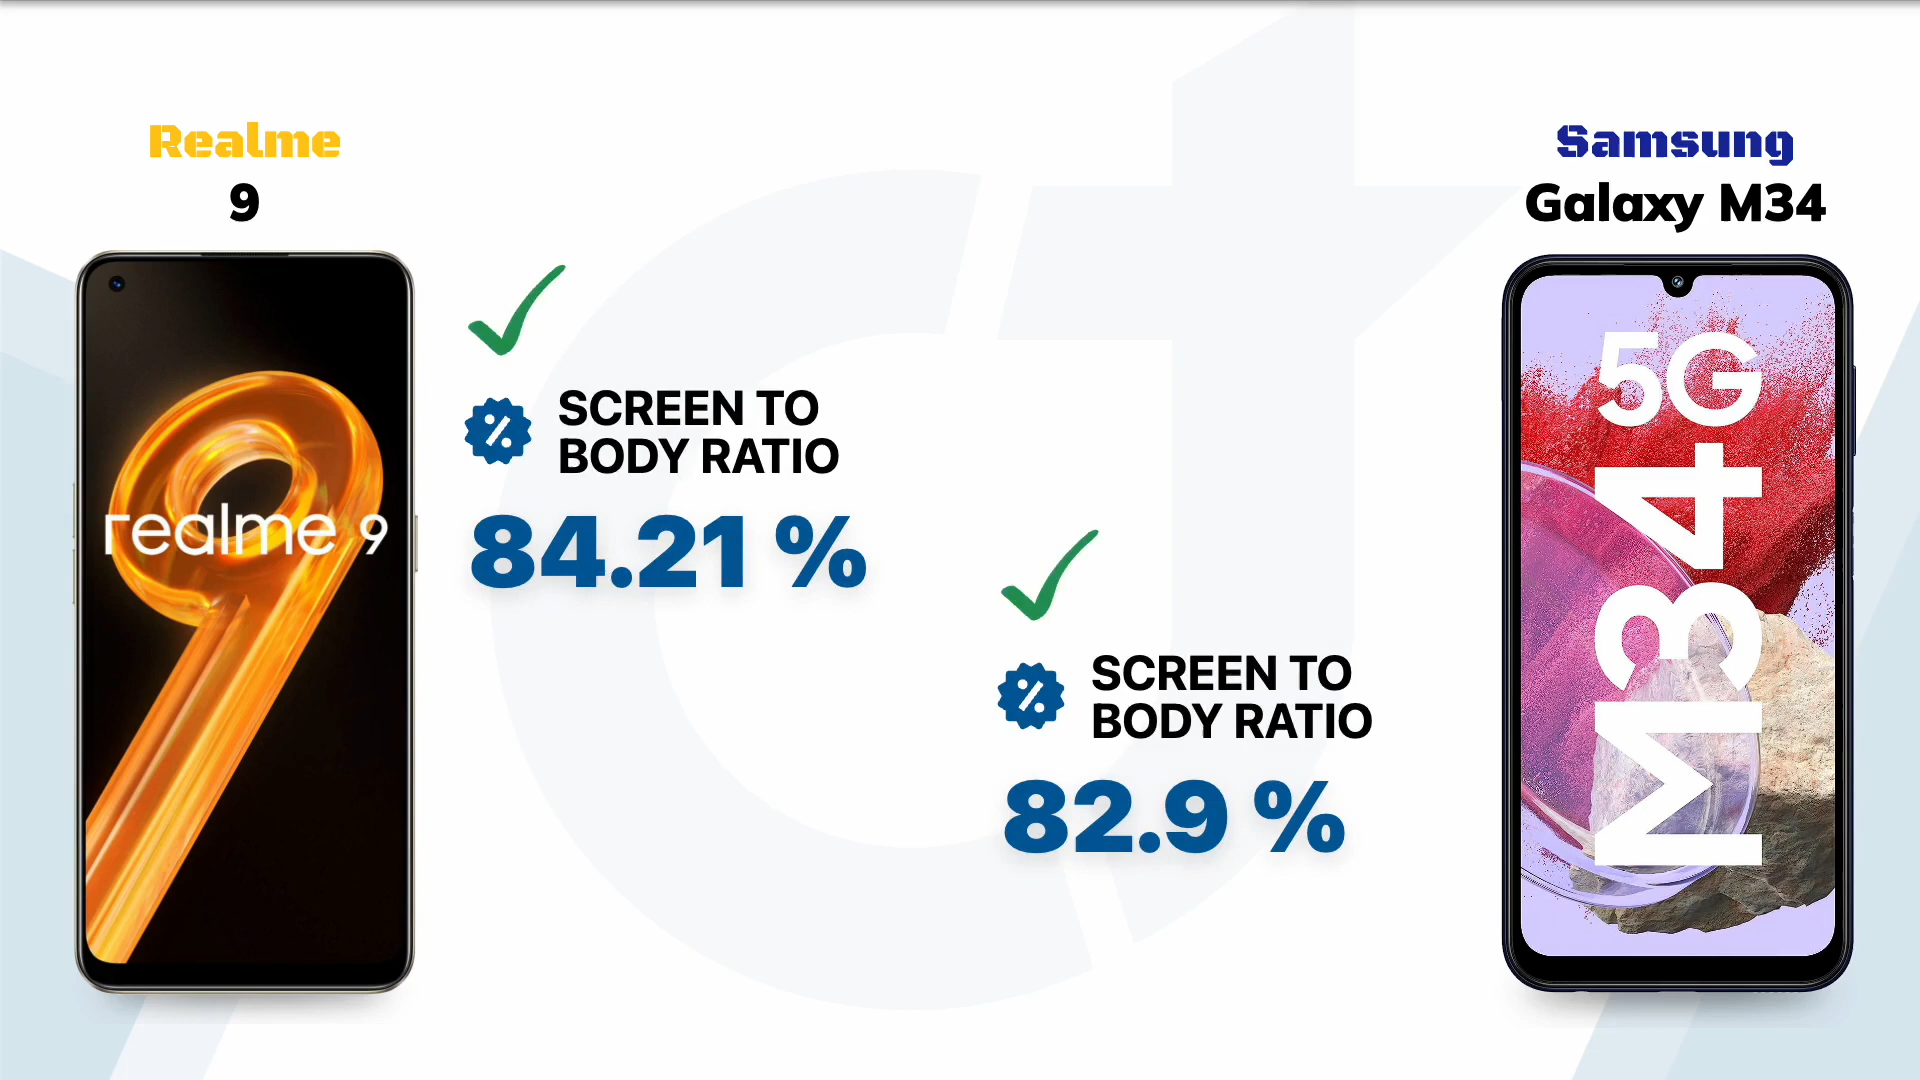 Realme
9
realme 9
SCREEN TO
BODY RATIO
84.21 %
SCREEN TO
BODY RATIO
82.9 %
Samsung
Galaxy M34
M34 5G